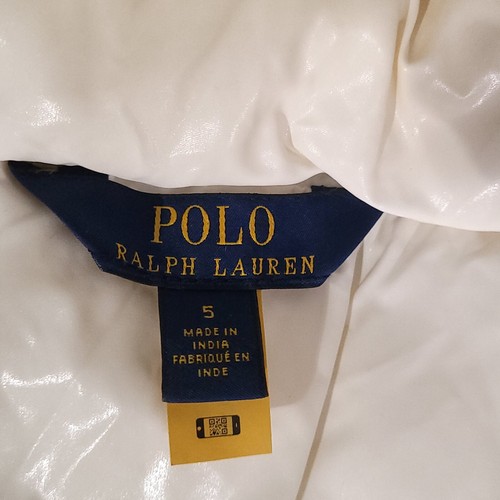 POLO
RALPH LAUREN
5
MADE IN
INDIA
FABRIQUÉ EN
INDE